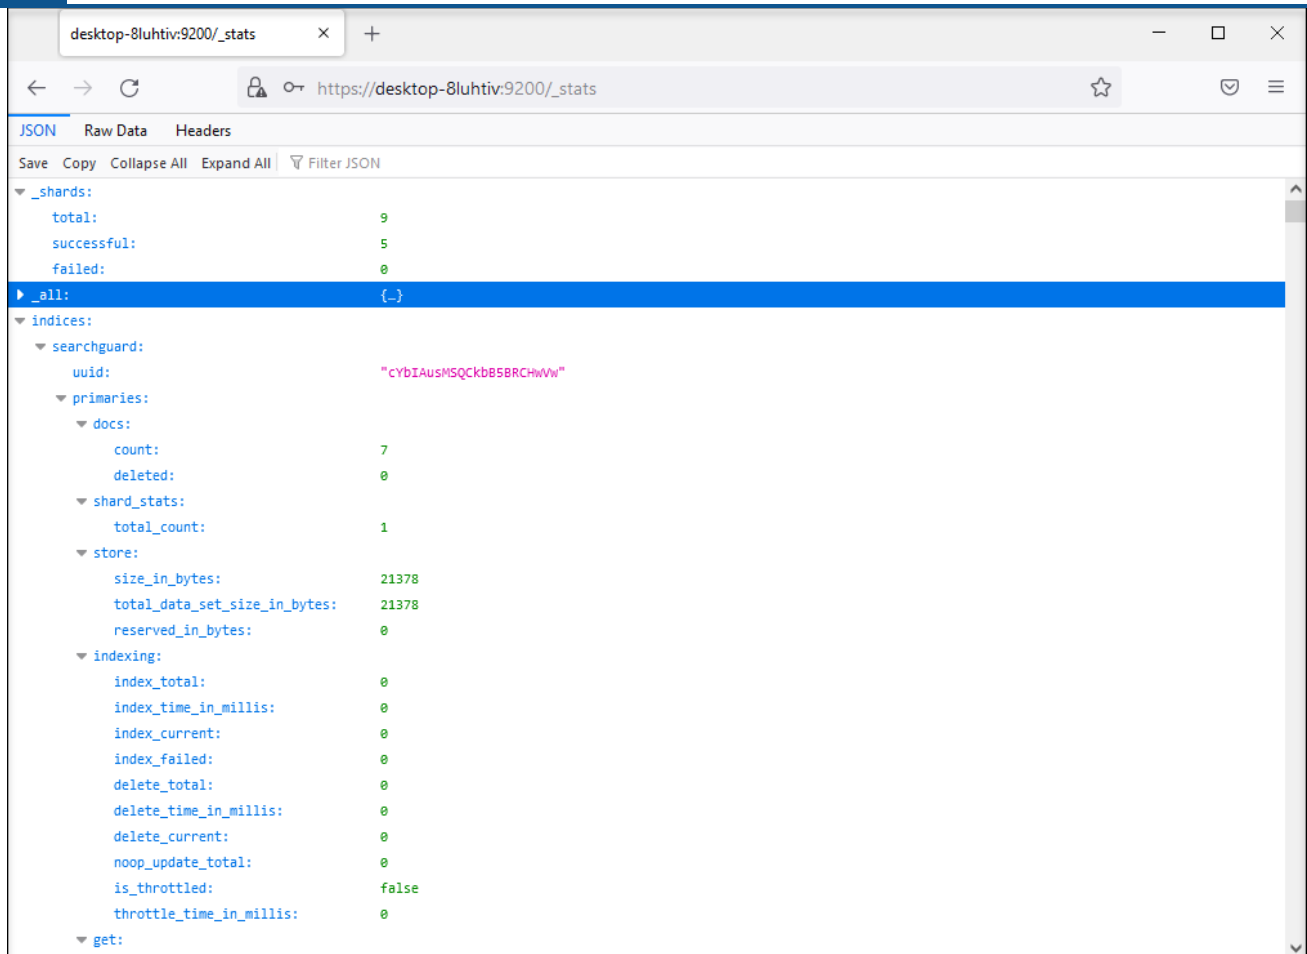 desktop-8luhtiv:9200/_stats
https://desktop-8luhtiv:9200/_stats
JSON Raw Data Headers
Save Copy Collapse All Expand All Filter JSON
_shards:
total: 9
successful: 5
failed: 0
_all: {…}
indices:
searchguard:
uuid: "cYbIAusMSQCkbB5BRCHwVw"
primaries:
docs:
count: 7
deleted: 0
shard_stats:
total_count: 1
store:
size_in_bytes: 21378
total_data_set_size_in_bytes: 21378
reserved_in_bytes: 0
indexing:
index_total: 0
index_time_in_millis: 0
index_current: 0
index_failed: 0
delete_total: 0
delete_time_in_millis: 0
delete_current: 0
noop_update_total: 0
is_throttled: false
throttle_time_in_millis: 0
get: